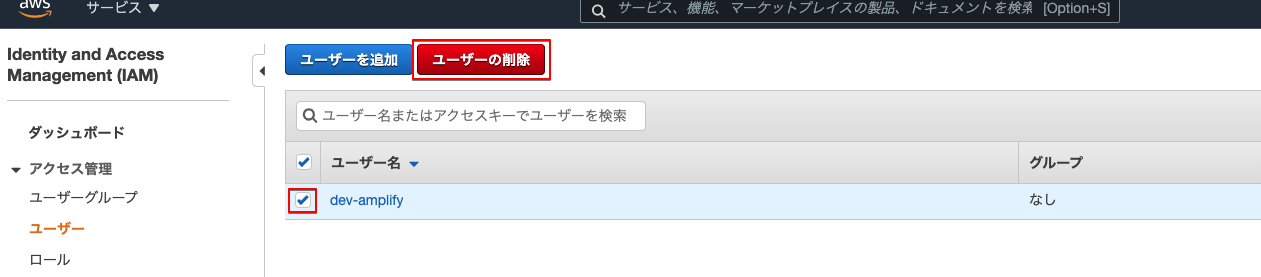 aws
サービス ▼
サービス、機能、マーケットプレイスの製品、ドキュメントを検索 [Option+S]
Identity and Access
Management (IAM)
ダッシュボード
アクセス管理
ユーザーグループ
ユーザー
ロール
ユーザーを追加
ユーザーの削除
ユーザー名またはアクセスキーでユーザーを検索
ユーザー名
グループ
dev-amplify
なし